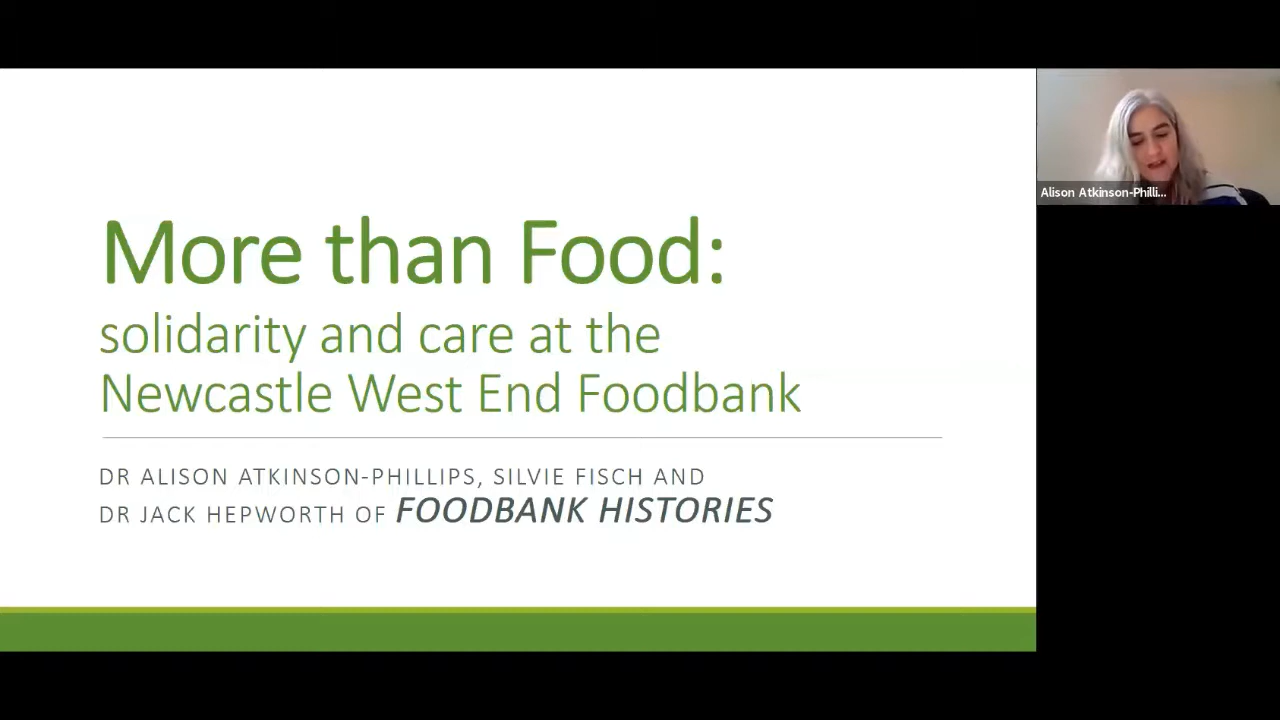 More than Food:
solidarity and care at the
Newcastle West End Foodbank
DR ALISON ATKINSON-PHILLIPS, SILVIE FISCH AND
DR JACK HEPWORTH OF FOODBANK HISTORIES
Alison Atkinson-Philli...